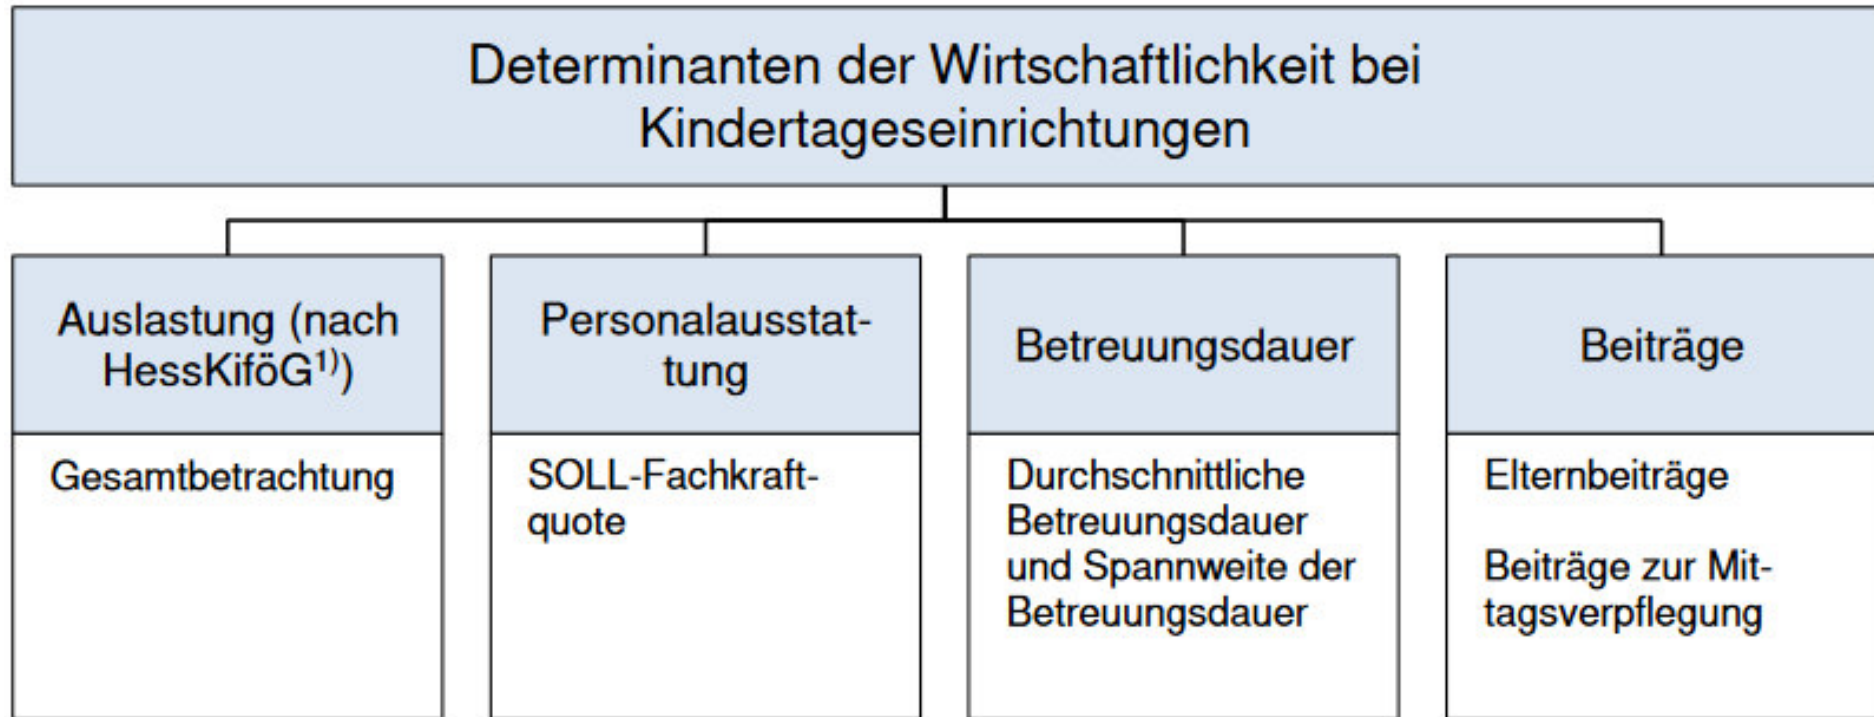 Determinanten der Wirtschaftlichkeit bei
Kindertageseinrichtungen
Auslastung (nach
HessKiföG¹⁾)
Gesamtbetrachtung
Personalausstat-
tung
SOLL-Fachkraft-
quote
Betreuungsdauer
Durchschnittliche
Betreuungsdauer
und Spannweite der
Betreuungsdauer
Beiträge
Elternbeiträge
Beiträge zur Mit-
tagsverpflegung